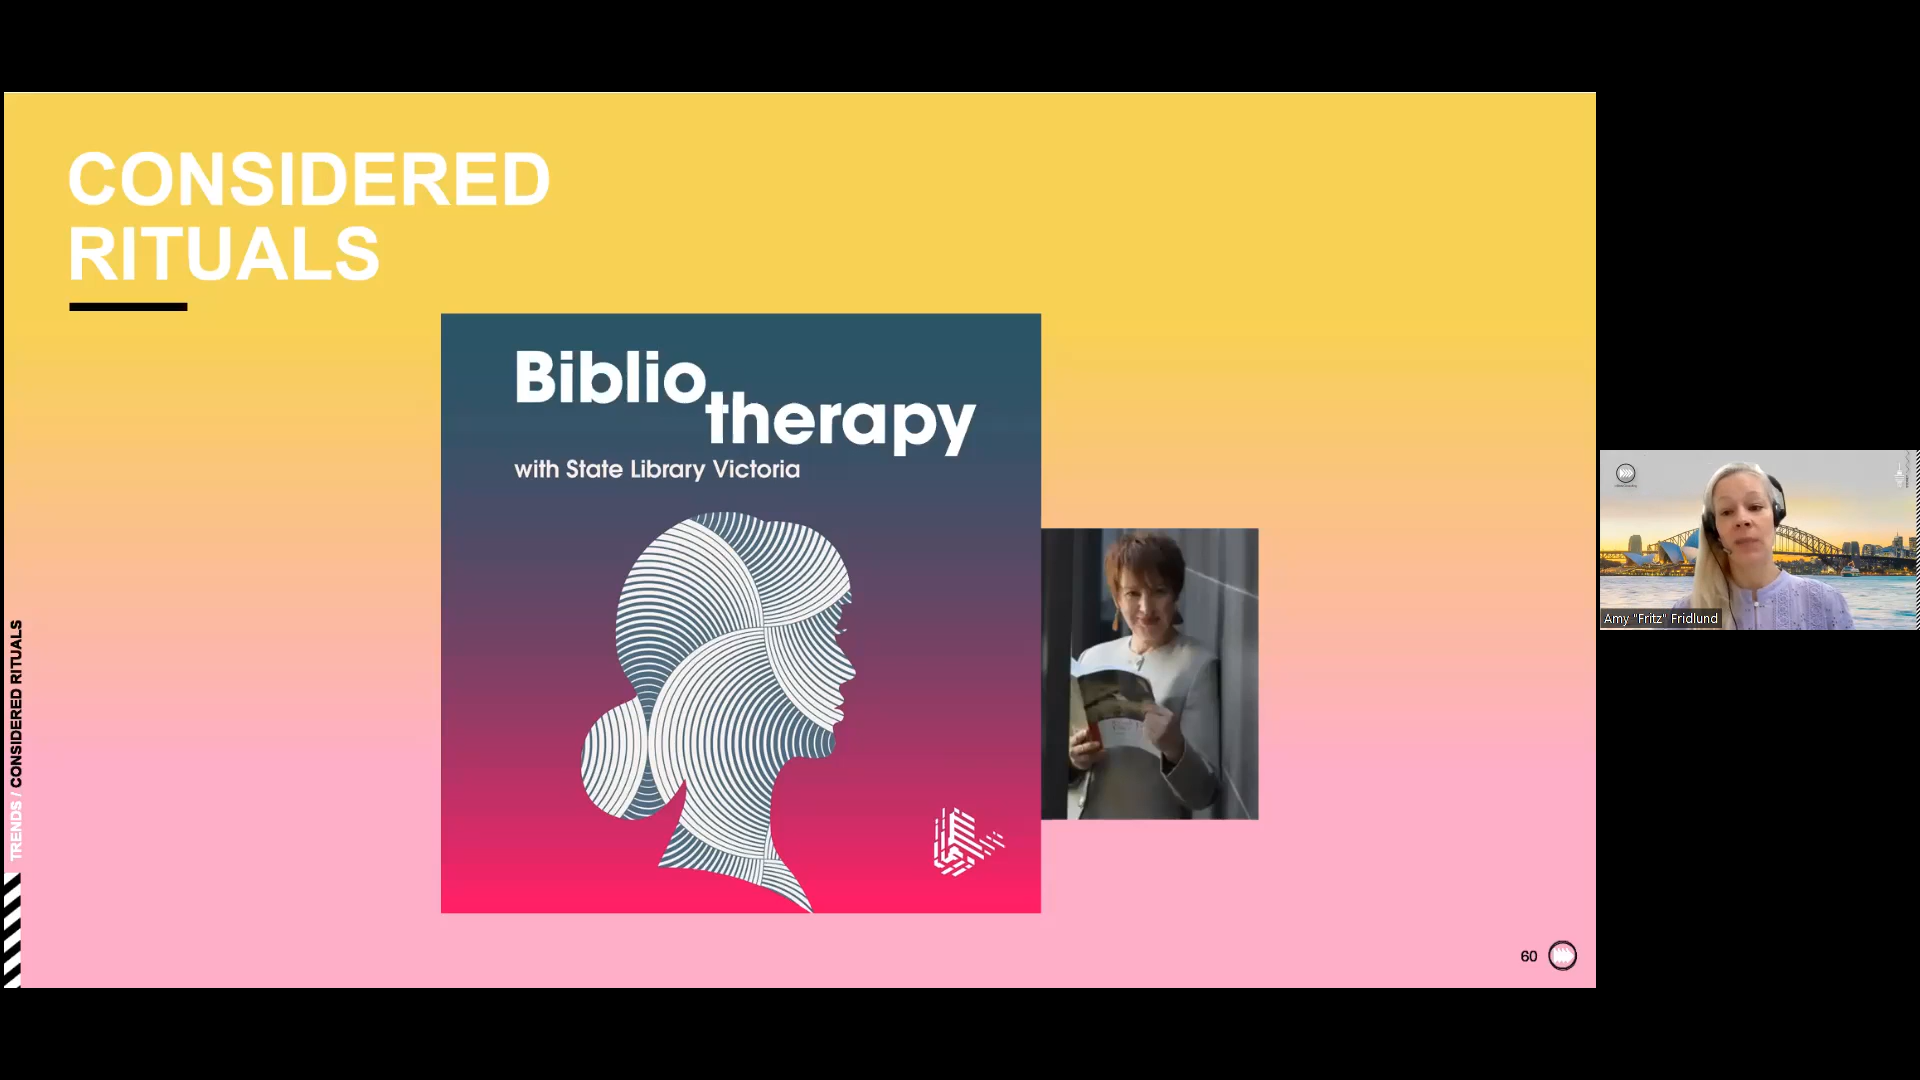 CONSIDERED
RITUALS
Biblio
therapy
with State Library Victoria
TRENDS / CONSIDERED RITUALS
60
Amy "Fritz" Fridlund